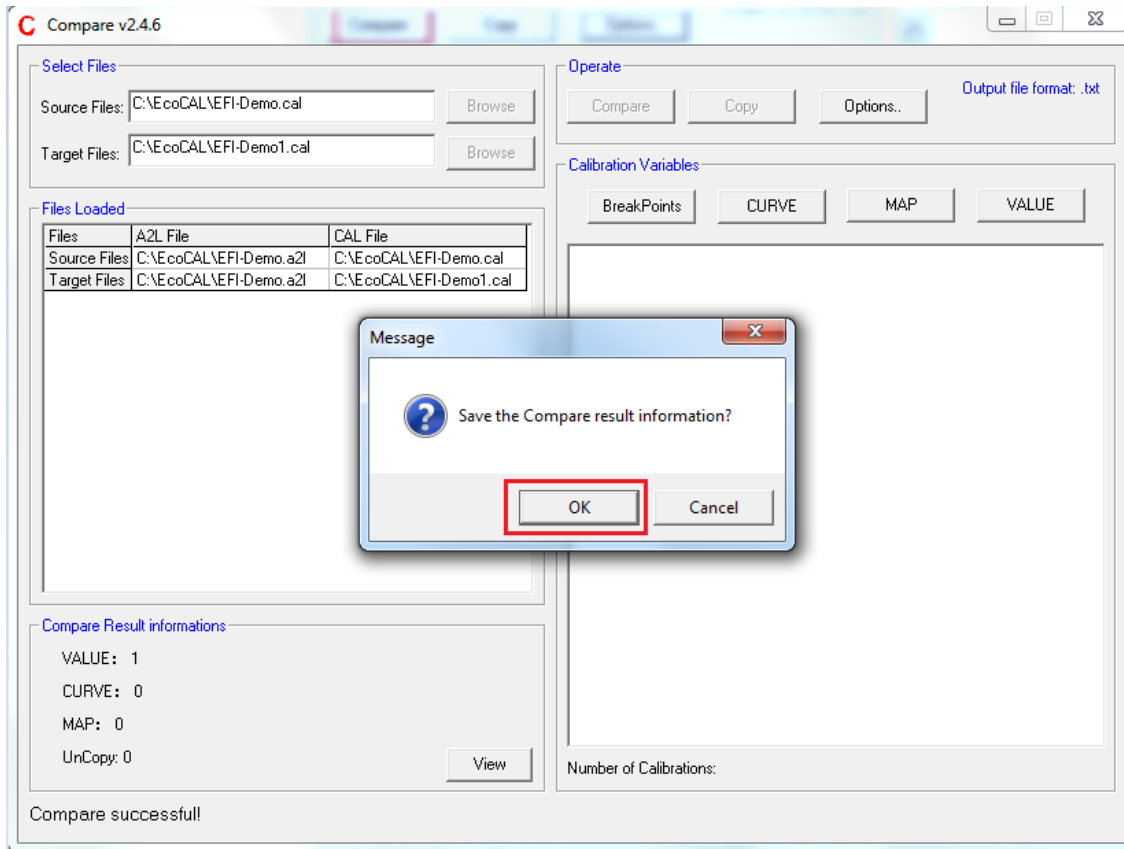 C Compare v2.4.6
Select Files
Source Files: C:\EcoCAL\EFI-Demo.cal Browse
Target Files: C:\EcoCAL\EFI-Demo1.cal Browse
Operate
Compare Copy Options..
Output file format: .txt
Files Loaded
Files A2L File CAL File
Source Files C:\EcoCAL\EFI-Demo.a2l C:\EcoCAL\EFI-Demo.cal
Target Files C:\EcoCAL\EFI-Demo.a2l C:\EcoCAL\EFI-Demo1.cal
Calibration Variables
BreakPoints CURVE MAP VALUE
Message
Save the Compare result information?
OK Cancel
Compare Result informations
VALUE: 1
CURVE: 0
MAP: 0
UnCopy: 0
View
Number of Calibrations:
Compare successful!